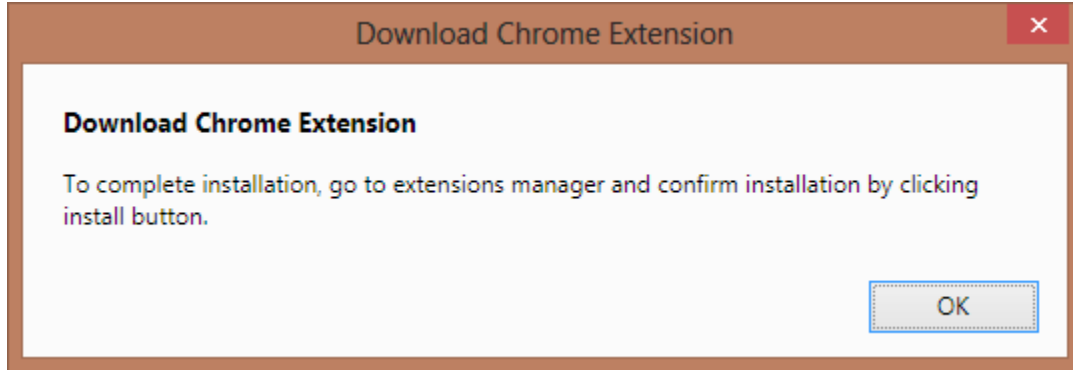 Download Chrome Extension
Download Chrome Extension
To complete installation, go to extensions manager and confirm installation by clicking
install button.
OK